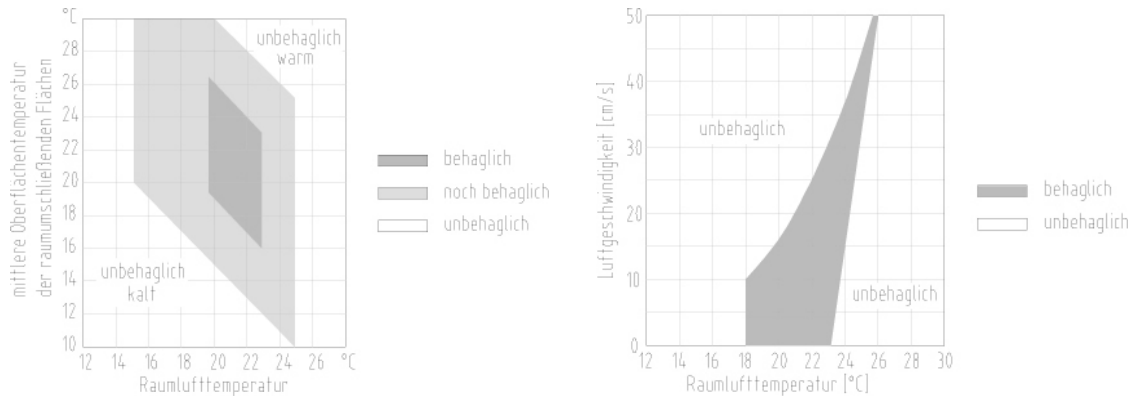 °C
28
26
24
22
20
18
16
14
12
10
12
14
16
18
20
22
24
26
°C
Raumlufttemperatur
mittlere Oberflächentemperatur
der raumumschließenden Flächen
unbehaglich
warm
unbehaglich
kalt
behaglich
noch behaglich
unbehaglich
50
40
30
20
10
0
12
14
16
18
20
22
24
26
28
30
Raumlufttemperatur [°C]
Luftgeschwindigkeit [cm/s]
unbehaglich
unbehaglich
behaglich
unbehaglich